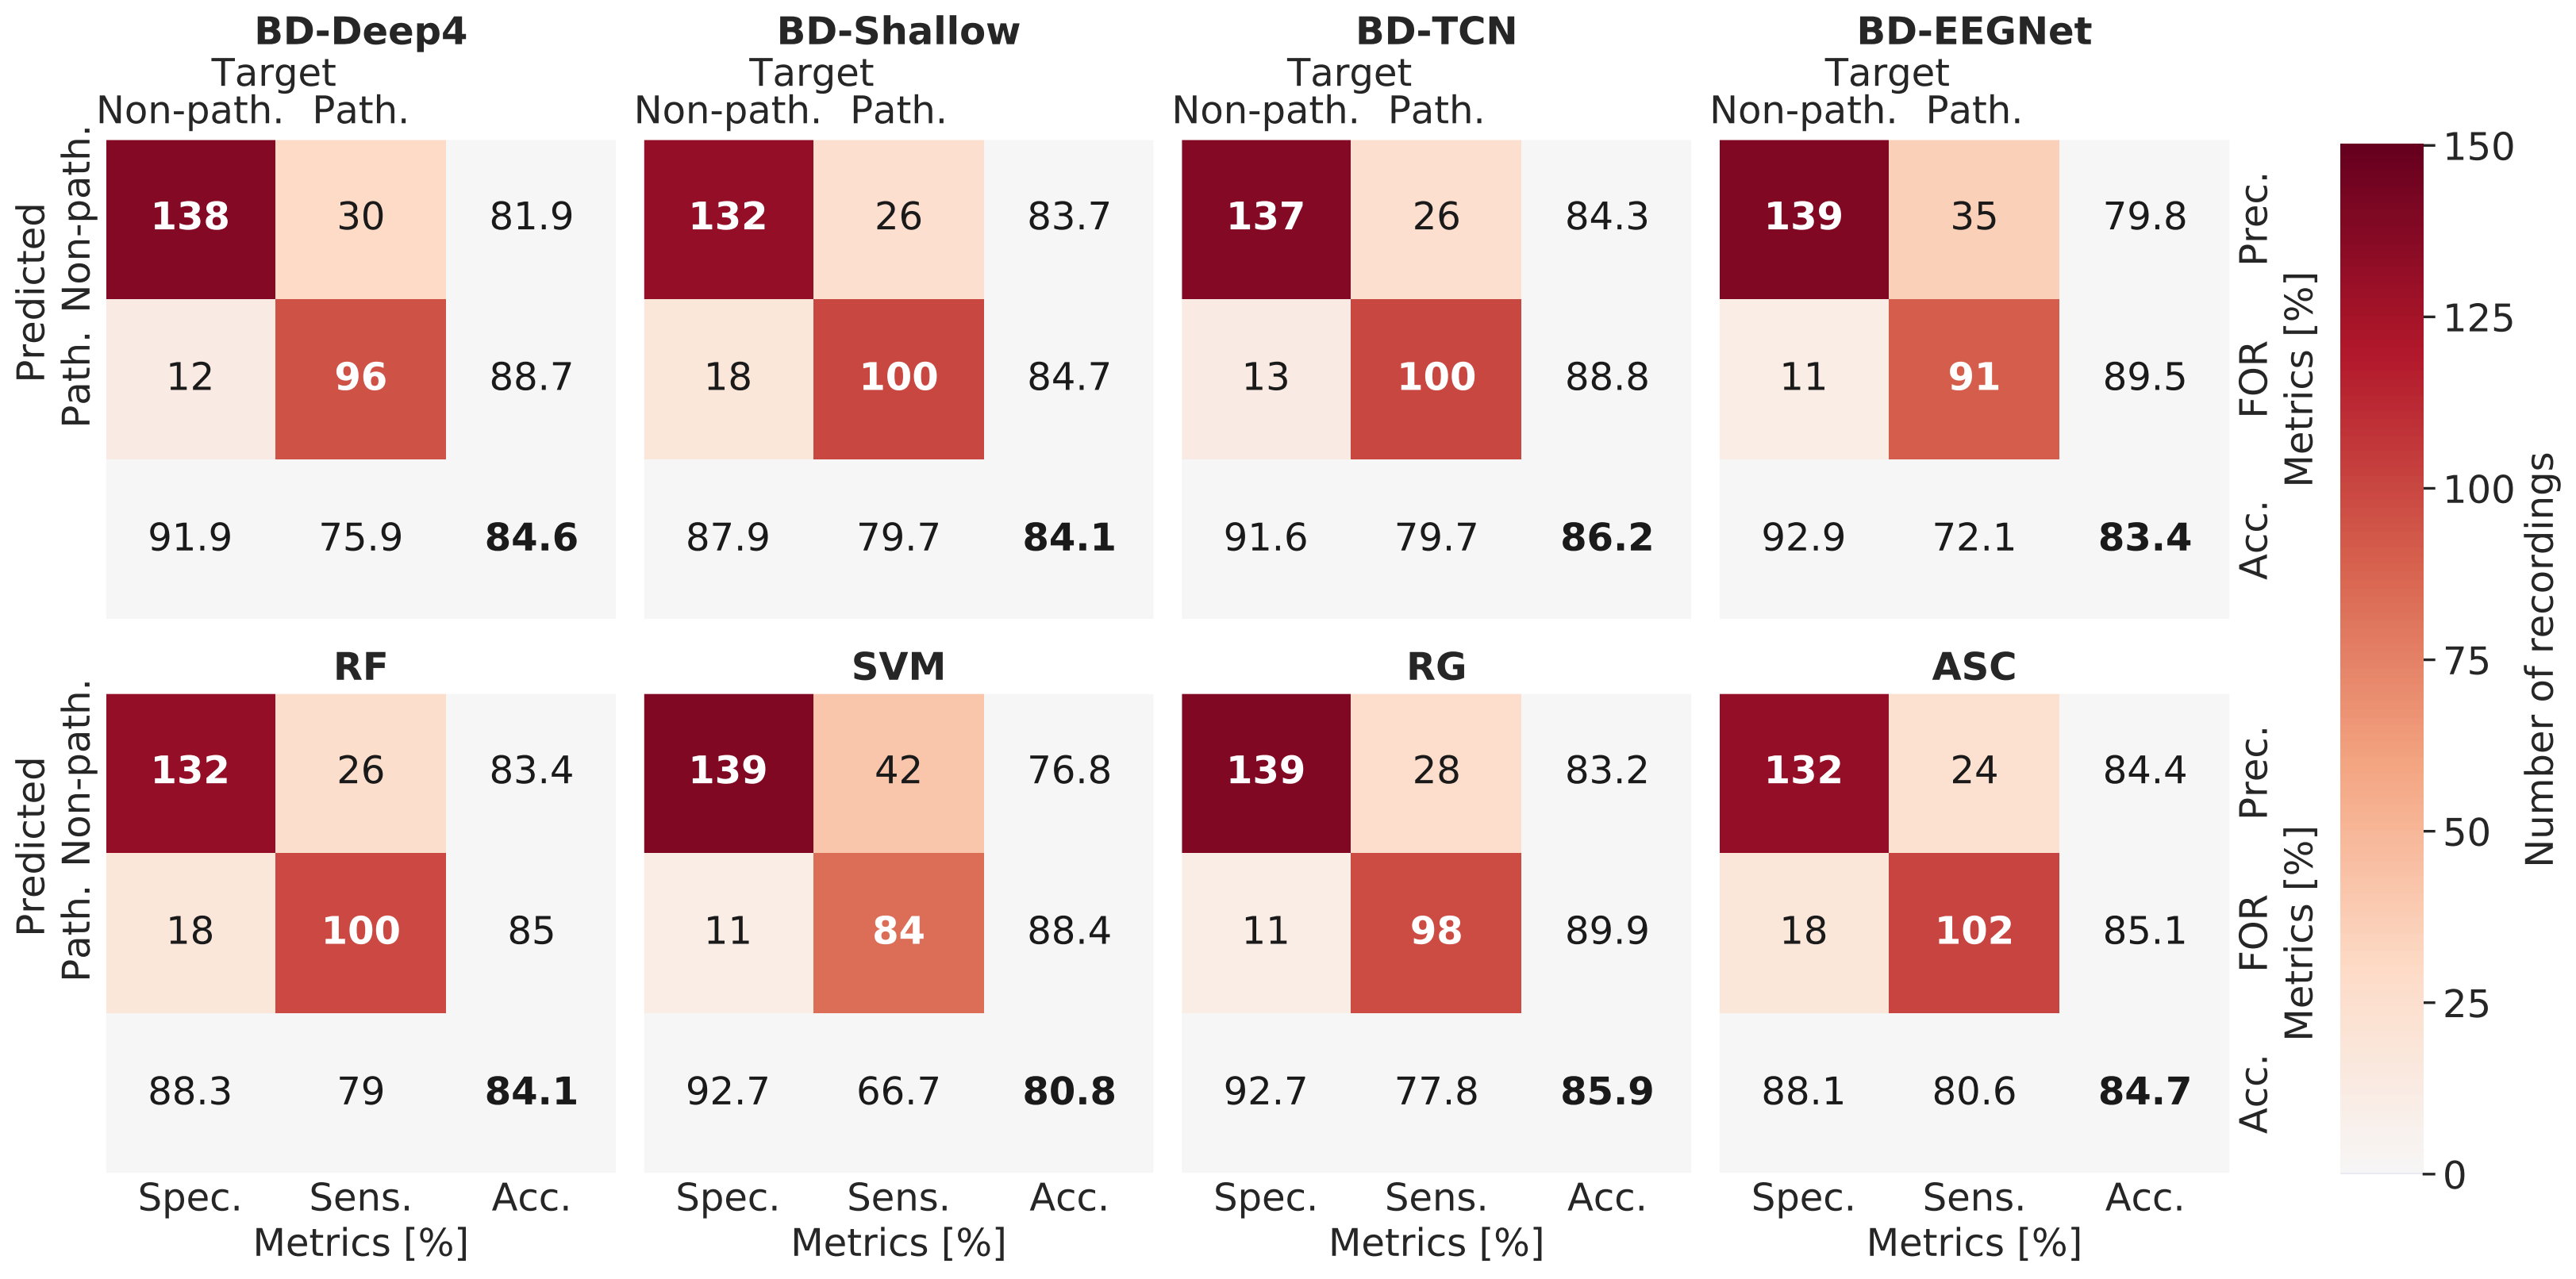 BD-Deep4 BD-Shallow BD-TCN BD-EEGNet
Target Target Target Target
Non-path. Path. Non-path. Path. Non-path. Path. Non-path. Path.
Predicted
Non-path.
Path.
138 30 81.9 132 26 83.7 137 26 84.3 139 35 79.8
12 96 88.7 18 100 84.7 13 100 88.8 11 91 89.5
91.9 75.9 84.6 87.9 79.7 84.1 91.6 79.7 86.2 92.9 72.1 83.4
Prec.
FOR
Acc.
Metrics [%]
RF SVM RG ASC
Predicted
Non-path.
Path.
132 26 83.4 139 42 76.8 139 28 83.2 132 24 84.4
18 100 85 11 84 88.4 11 98 89.9 18 102 85.1
88.3 79 84.1 92.7 66.7 80.8 92.7 77.8 85.9 88.1 80.6 84.7
Prec.
FOR
Acc.
Metrics [%]
Spec. Sens. Acc. Spec. Sens. Acc. Spec. Sens. Acc. Spec. Sens. Acc.
Metrics [%] Metrics [%] Metrics [%] Metrics [%]
150
125
100
75
50
25
0
Number of recordings